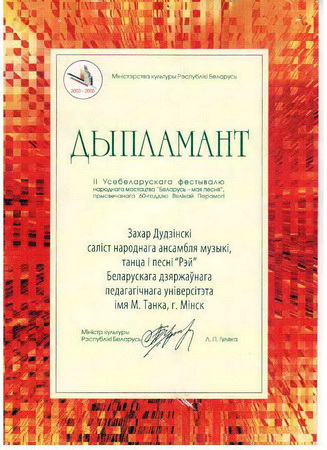 2003-2005
Міністэрства культуры Рэспублікі Беларусь
ДЫПЛАМАНТ
II Усебеларускага фестывалю
народнага мастацтва "Беларусь - мая песня",
прысвечанага 60-годдзю Вялікай Перамогі
Захар Дудзінскі
саліст народнага ансамбля музыкі,
танца і песні "Рэй"
Беларускага дзяржаўнага
педагагічнага універсітэта
імя М. Танка, г. Мінск
Міністр культуры
Рэспублікі Беларусь
Л. П. Гуляка